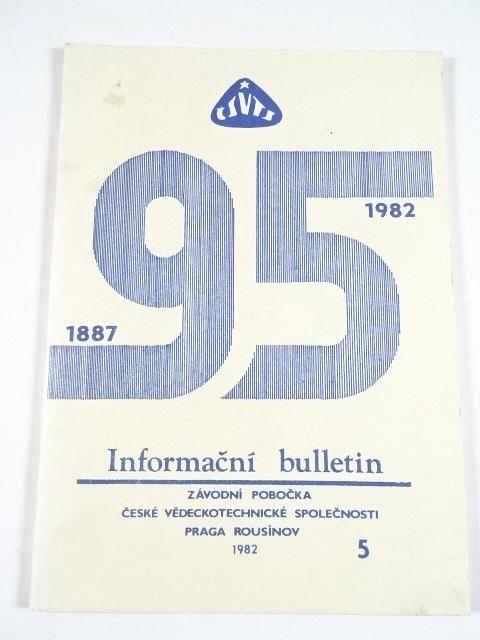 ČSVTS
95
1982
1887
Informační bulletin
ZÁVODNÍ POBOČKA
ČESKÉ VĚDECKOTECHNICKÉ SPOLEČNOSTI
PRAGA ROUSÍNOV
1982 5